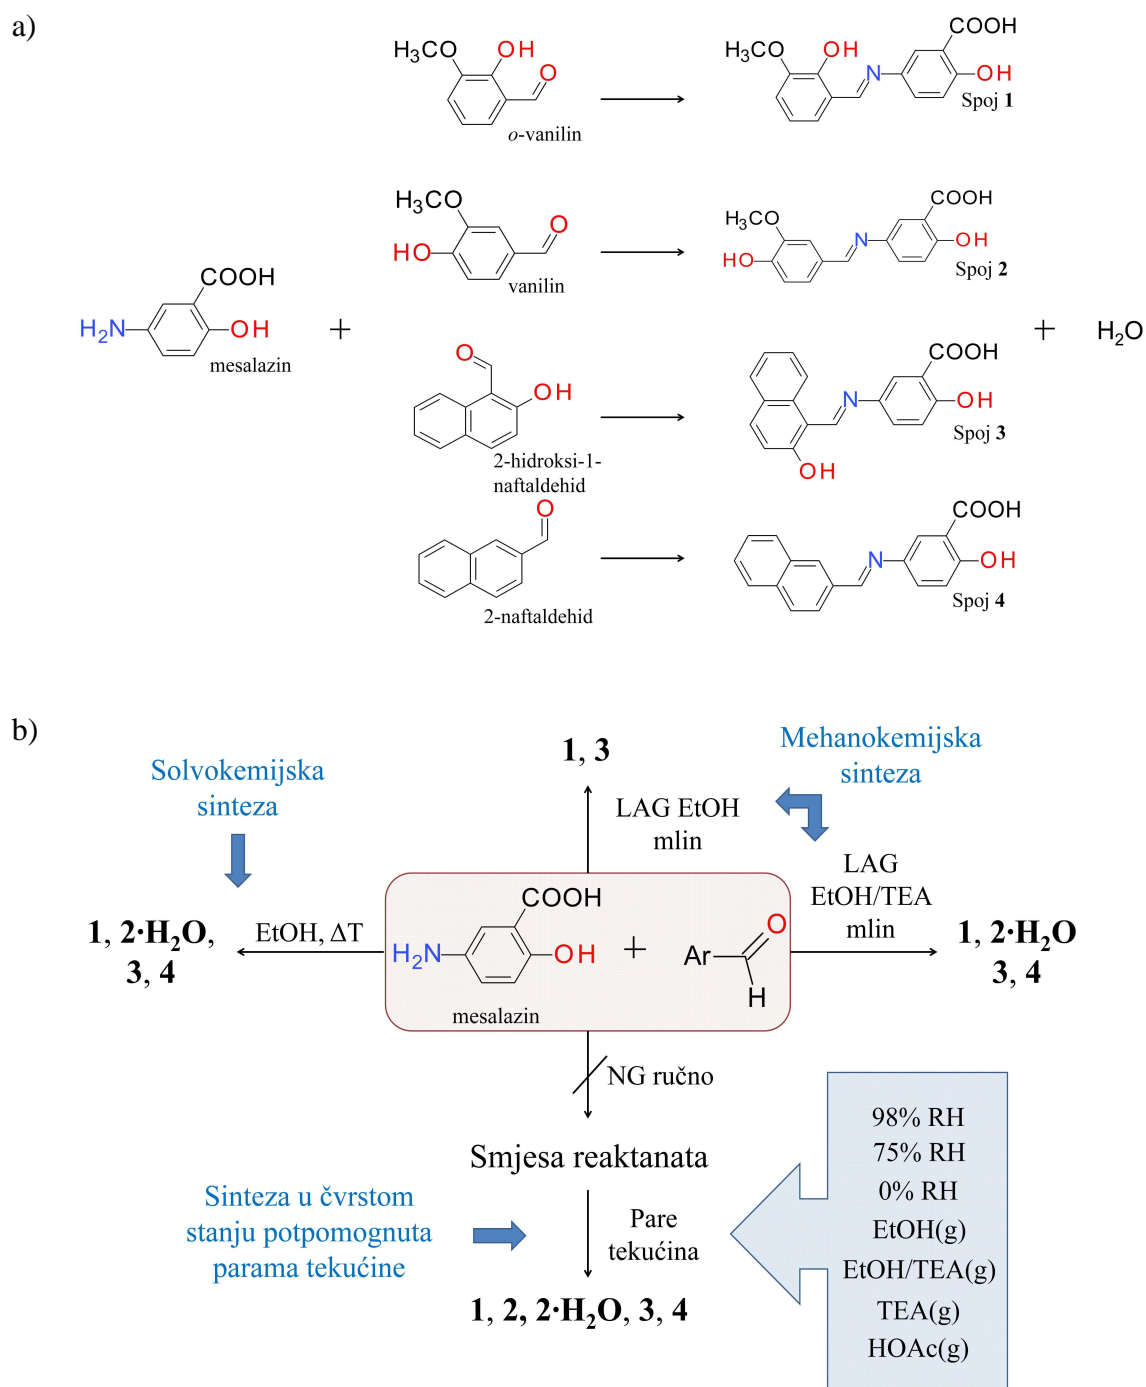 a)
H₃CO
OH
O
o-vanilin
H₃CO
OH
N
COOH
OH
Spoj 1
H₃CO
HO
O
vanilin
H₃CO
HO
N
COOH
OH
Spoj 2
COOH
H₂N
OH
mesalazin
+
+
H₂O
O
OH
2-hidroksi-1-
naftaldehid
N
COOH
OH
OH
Spoj 3
O
2-naftaldehid
N
COOH
OH
Spoj 4
b)
Solvokemijska
sinteza
1, 3
Mehanokemijska
sinteza
LAG EtOH
mlin
LAG
EtOH/TEA
mlin
1, 2·H₂O,
3, 4
EtOH, ΔT
COOH
H₂N
OH
mesalazin
+
Ar
O
H
1, 2·H₂O
3, 4
NG ručno
Smjesa reaktanata
Sinteza u čvrstom
stanju potpomognuta
parama tekućine
Pare
tekućina
98% RH
75% RH
0% RH
EtOH(g)
EtOH/TEA(g)
TEA(g)
HOAc(g)
1, 2, 2·H₂O, 3, 4